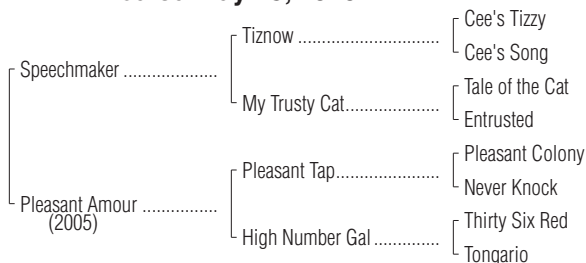 Cee's Tizzy
Tiznow
Cee's Song
Speechmaker
Tale of the Cat
My Trusty Cat
Entrusted
Pleasant Colony
Pleasant Tap
Never Knock
Pleasant Amour
(2005)
Thirty Six Red
High Number Gal
Tongario